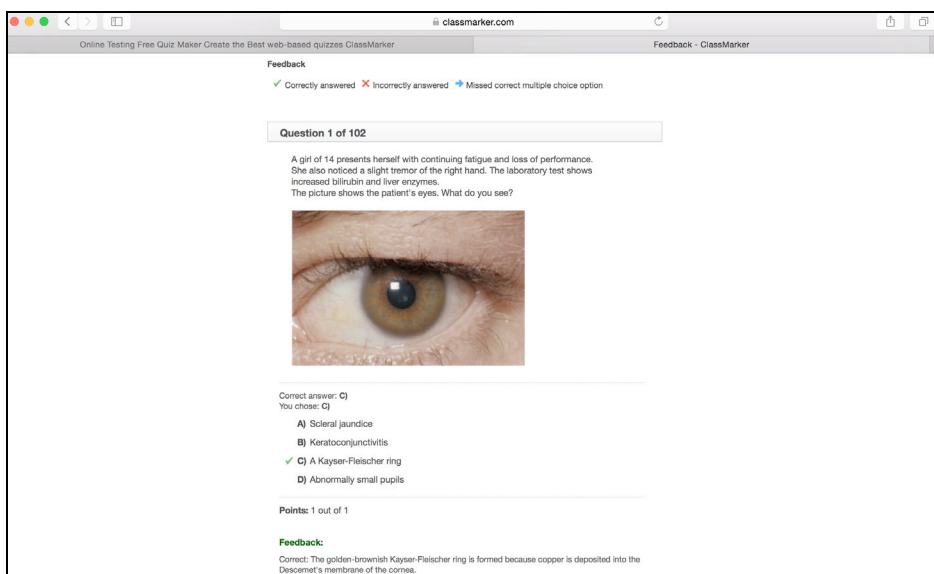 classmarker.com
Online Testing Free Quiz Maker Create the Best web-based quizzes ClassMarker
Feedback - ClassMarker
Feedback
Correctly answered Incorrectly answered Missed correct multiple choice option
Question 1 of 102
A girl of 14 presents herself with continuing fatigue and loss of performance.
She also noticed a slight tremor of the right hand. The laboratory test shows
increased bilirubin and liver enzymes.
The picture shows the patient's eyes. What do you see?
Correct answer: C)
You chose: C)
A) Scleral jaundice
B) Keratoconjunctivitis
C) A Kayser-Fleischer ring
D) Abnormally small pupils
Points: 1 out of 1
Feedback:
Correct: The golden-brownish Kayser-Fleischer ring is formed because copper is deposited into the
Descemet's membrane of the cornea.